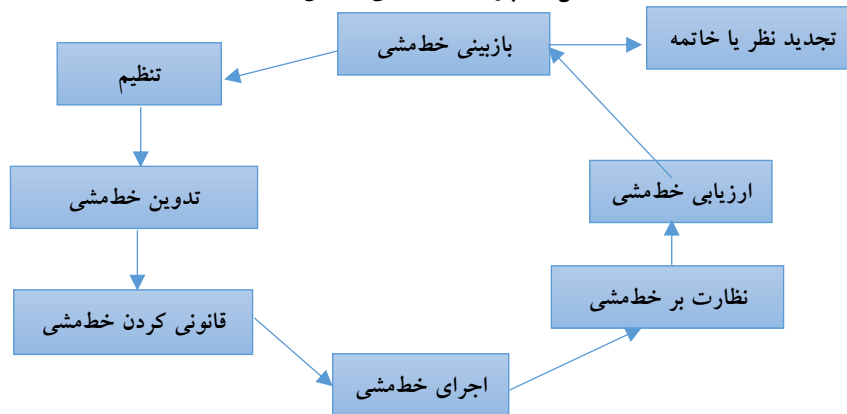 بازبینی خط‌مشی
تجدید نظر یا خاتمه
تنظیم
تدوین خط‌مشی
ارزیابی خط‌مشی
قانونی کردن خط‌مشی
نظارت بر خط‌مشی
اجرای خط‌مشی